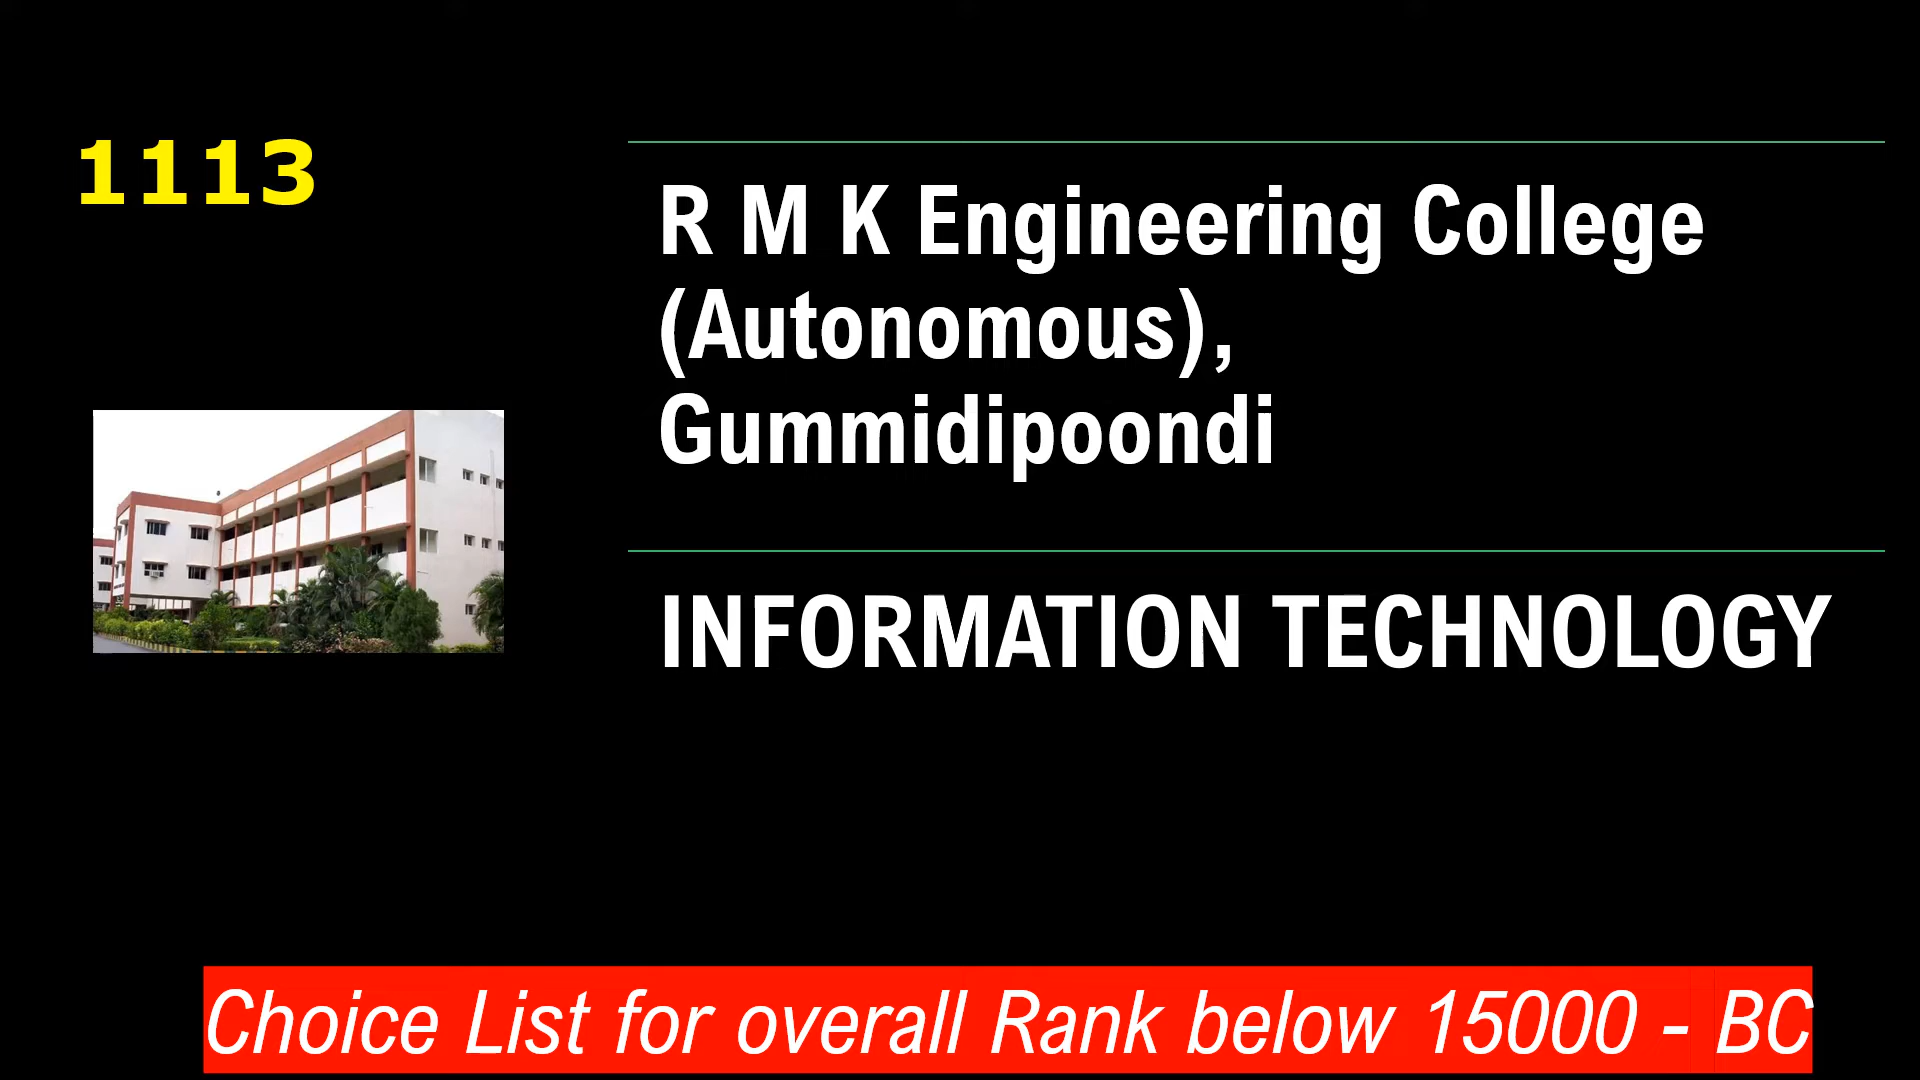 1113
R M K Engineering College
(Autonomous),
Gummidipoondi
INFORMATION TECHNOLOGY
Choice List for overall Rank below 15000 - BC